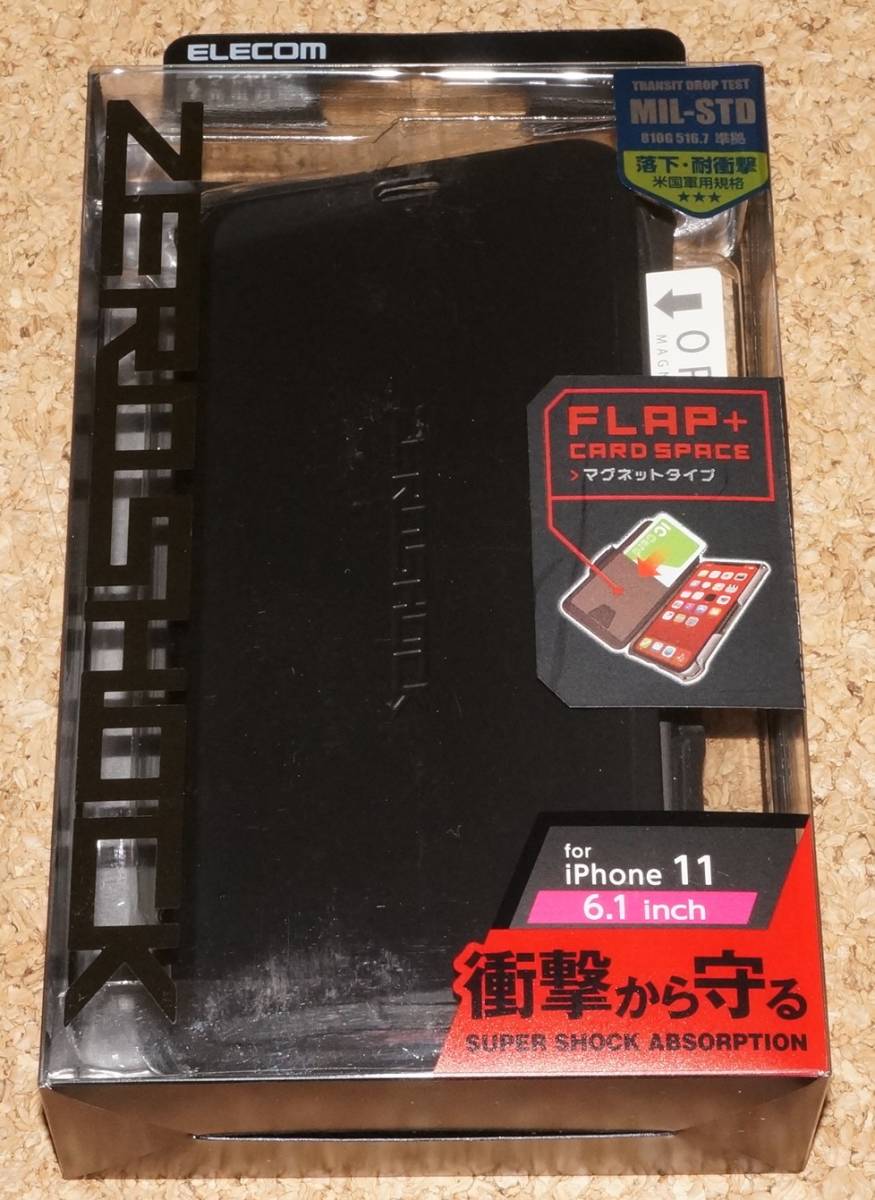 ELECOM
TRANSIT DROP TEST
MIL-STD
810G 516.7 準拠
落下・耐衝撃
米国軍用規格
★★★
ZEROSHOCK
FLAP+
CARD SPACE
>マグネットタイプ
IC
Card
ZEROSHOCK
for
iPhone 11
6.1 inch
衝撃から守る
SUPER SHOCK ABSORPTION